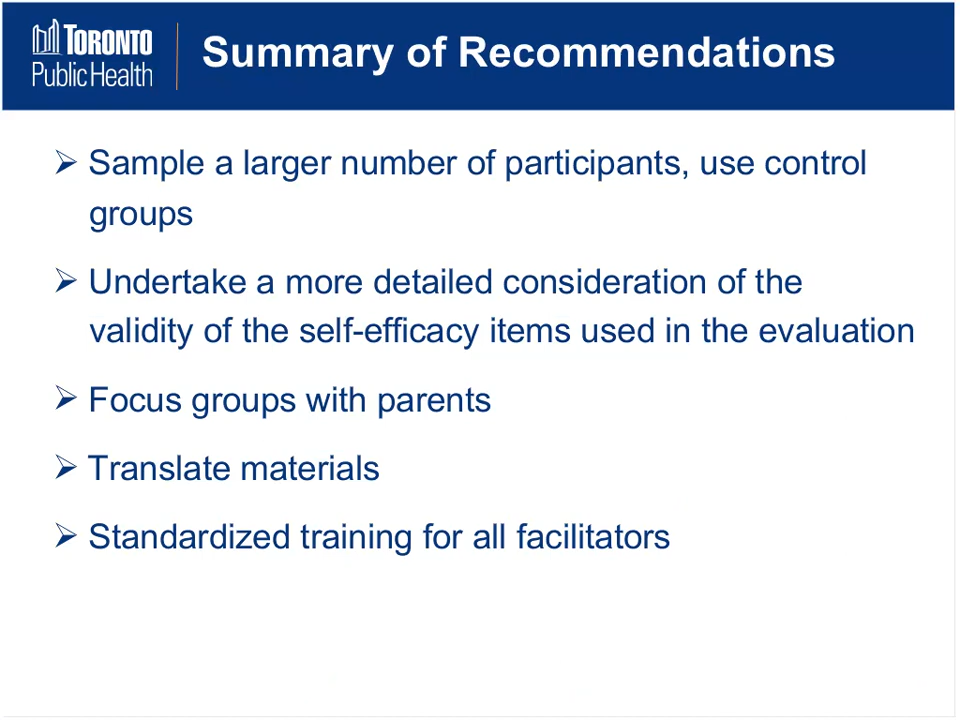 TORONTO
Public Health
Summary of Recommendations
Sample a larger number of participants, use control
groups
Undertake a more detailed consideration of the
validity of the self-efficacy items used in the evaluation
Focus groups with parents
Translate materials
Standardized training for all facilitators